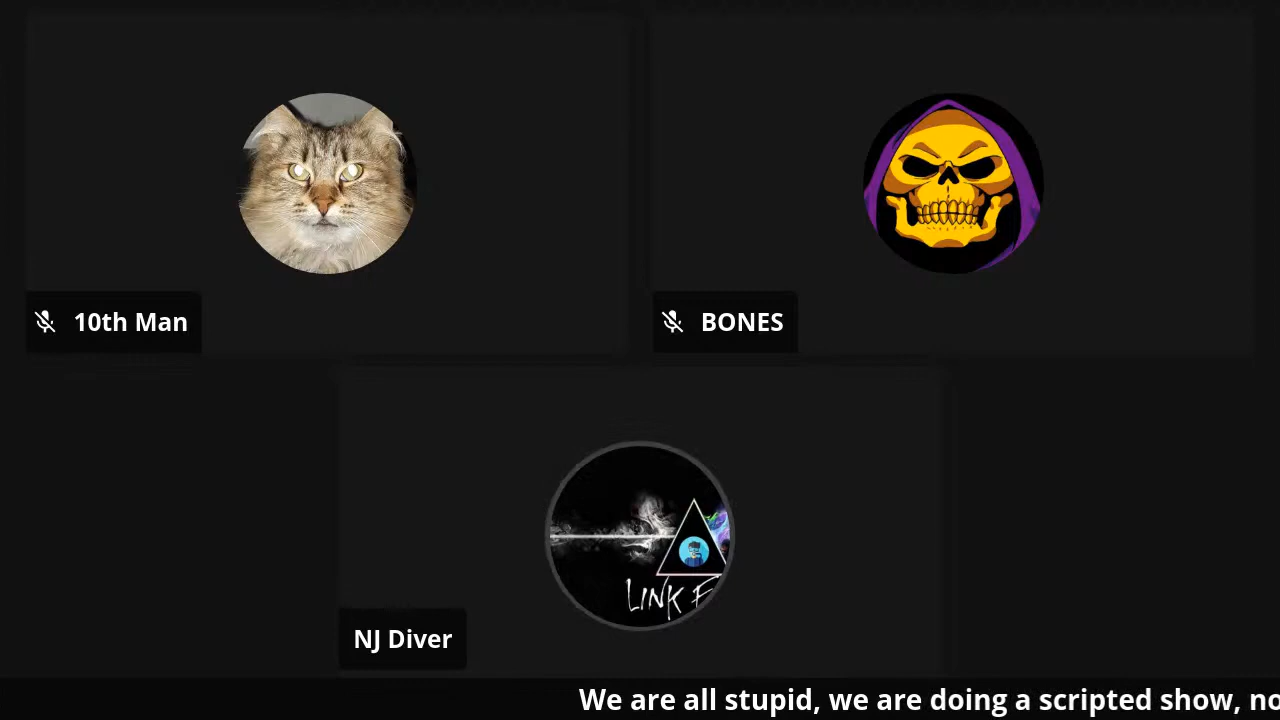 10th Man
BONES
LINK F
NJ Diver
We are all stupid, we are doing a scripted show,